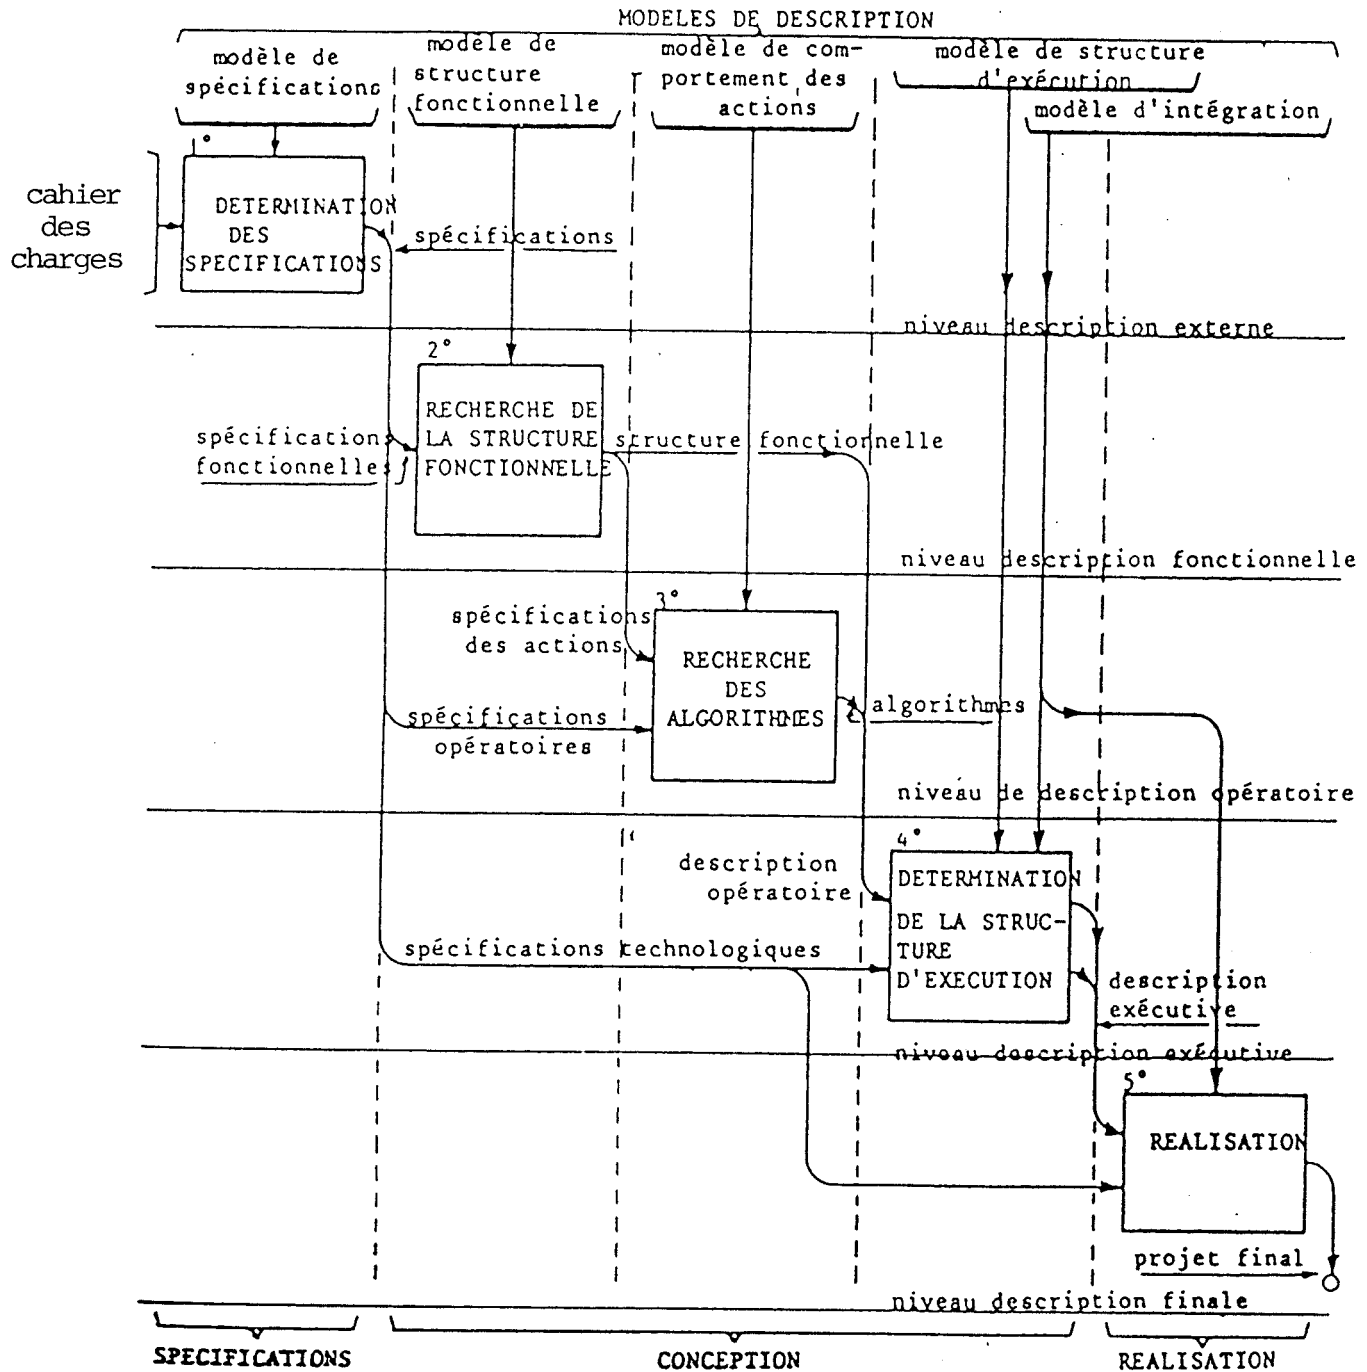 MODELES DE DESCRIPTION
modèle de
spécifications
modèle de
structure
fonctionnelle
modèle de com-
portement des
actions
modèle de structure
d'exécution
modèle d'intégration
1°
cahier
des
charges
DETERMINATION
DES
SPECIFICATIONS
spécifications
niveau description externe
2°
RECHERCHE DE
LA STRUCTURE
FONCTIONNELLE
spécifications
fonctionnelles
structure fonctionnelle
niveau description fonctionnelle
3°
spécifications
des actions
RECHERCHE
DES
ALGORITHMES
algorithmes
spécifications
opératoires
niveau de description opératoire
4°
description
opératoire
DETERMINATION
DE LA STRUC-
TURE
D'EXECUTION
spécifications technologiques
description
exécutive
niveau description exécutive
5°
REALISATION
projet final
niveau description finale
SPECIFICATIONS
CONCEPTION
REALISATION